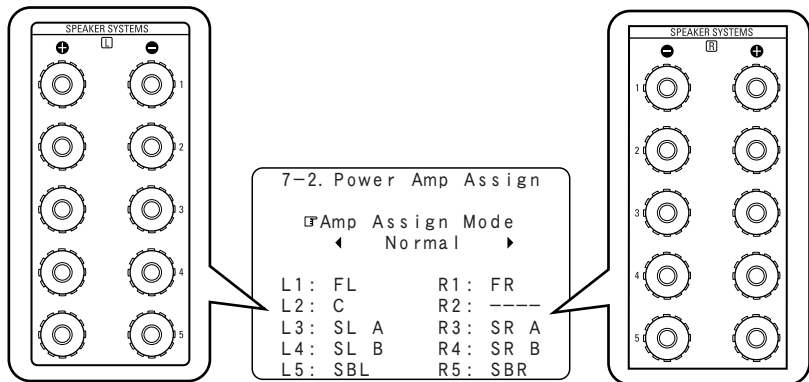 SPEAKER SYSTEMS
+ L −
1
2
3
4
5
7-2. Power Amp Assign
☞Amp Assign Mode
◀ Normal ▶
L1: FL R1: FR
L2: C R2: ----
L3: SL A R3: SR A
L4: SL B R4: SR B
L5: SBL R5: SBR
SPEAKER SYSTEMS
− R +
1
2
3
4
5